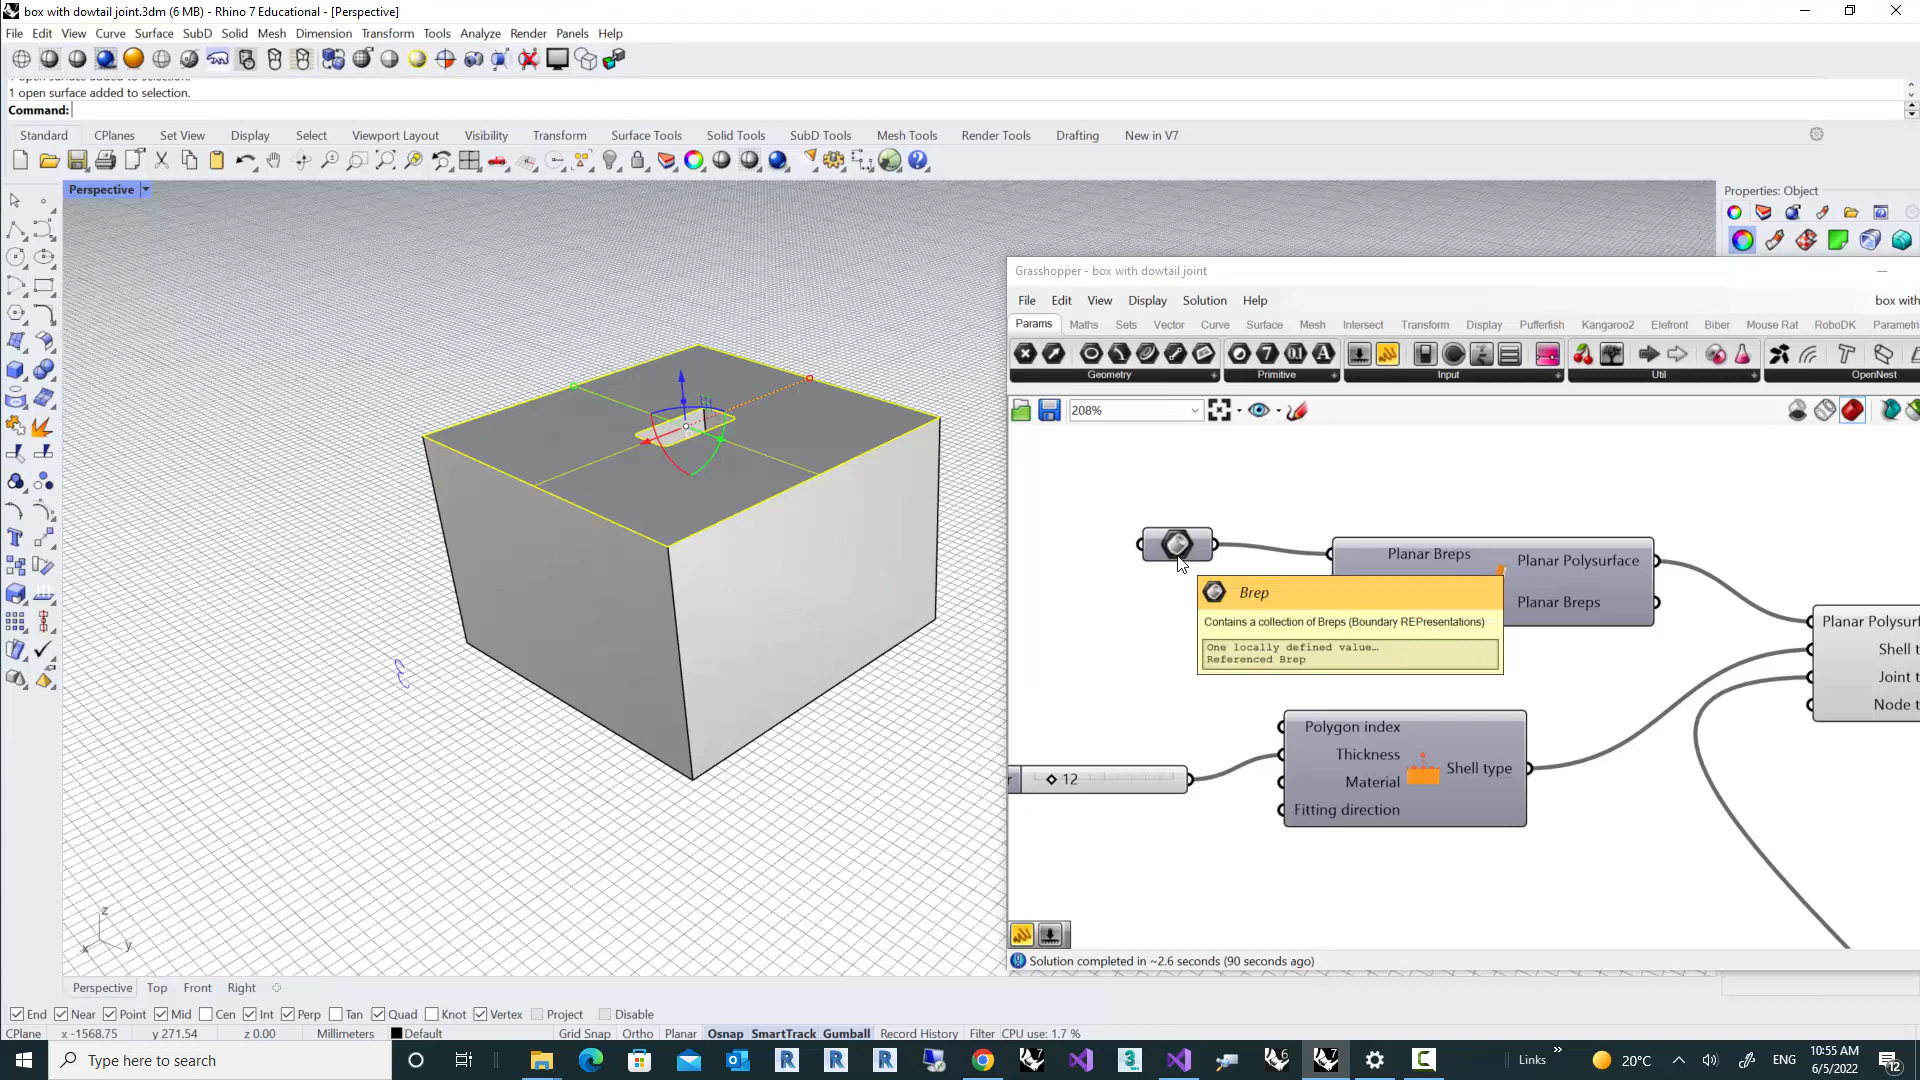 box with dowtail joint.3dm (6 MB) - Rhino 7 Educational - [Perspective]
File Edit View Curve Surface SubD Solid Mesh Dimension Transform Tools Analyze Render Panels Help
1 open surface added to selection.
1 open surface added to selection.
Command:
Standard CPlanes Set View Display Select Viewport Layout Visibility Transform Surface Tools Solid Tools SubD Tools Mesh Tools Render Tools Drafting New in V7
Perspective
Properties: Object
Grasshopper - box with dowtail joint
File Edit View Display Solution Help box with
Params Maths Sets Vector Curve Surface Mesh Intersect Transform Display Pufferfish Kangaroo2 Elefront Biber Mouse Rat RoboDK Parametri
Geometry Primitive Input Util OpenNest
208%
Planar Breps
Planar Polysurface
Planar Breps
Brep
Contains a collection of Breps (Boundary REPresentations)
One locally defined value…
Referenced Brep
Planar Polysurf
Shell t
Joint t
Node t
Polygon index
Thickness
Material
Fitting direction
Shell type
r 12
Solution completed in ~2.6 seconds (90 seconds ago)
z
x y
Perspective Top Front Right
End Near Point Mid Cen Int Perp Tan Quad Knot Vertex Project Disable
CPlane x -1568.75 y 271.54 z 0.00 Millimeters Default Grid Snap Ortho Planar Osnap SmartTrack Gumball Record History Filter CPU use: 1.7 %
Type here to search
Links
20°C
ENG
10:55 AM
6/5/2022
12